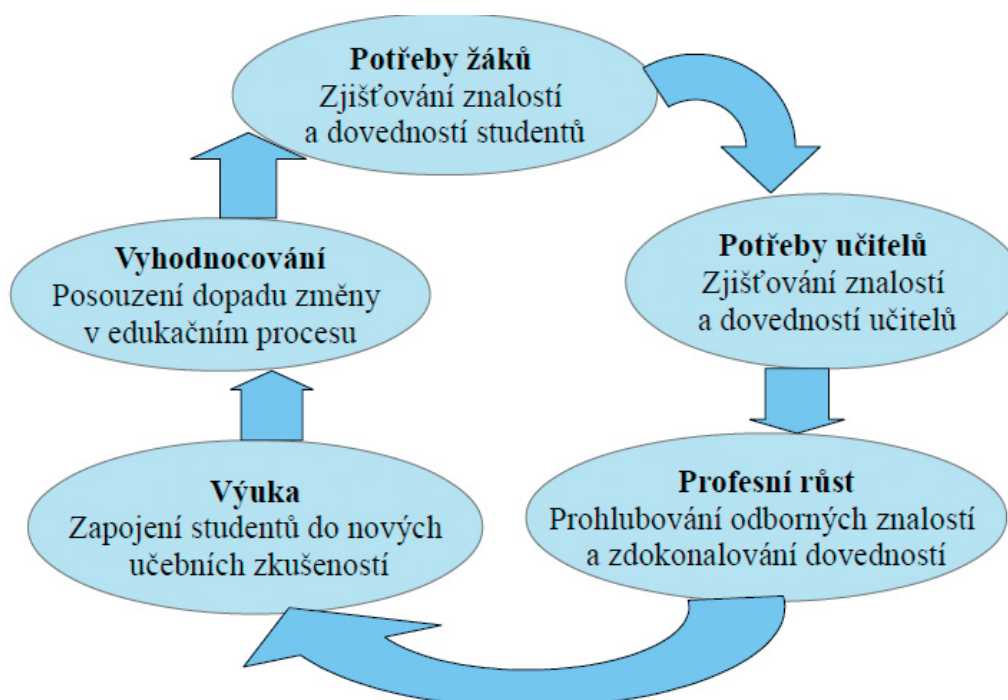 Potřeby žáků
Zjišťování znalostí
a dovedností studentů
Potřeby učitelů
Zjišťování znalostí
a dovedností učitelů
Profesní růst
Prohlubování odborných znalostí
a zdokonalování dovedností
Výuka
Zapojení studentů do nových
učebních zkušeností
Vyhodnocování
Posouzení dopadu změny
v edukačním procesu